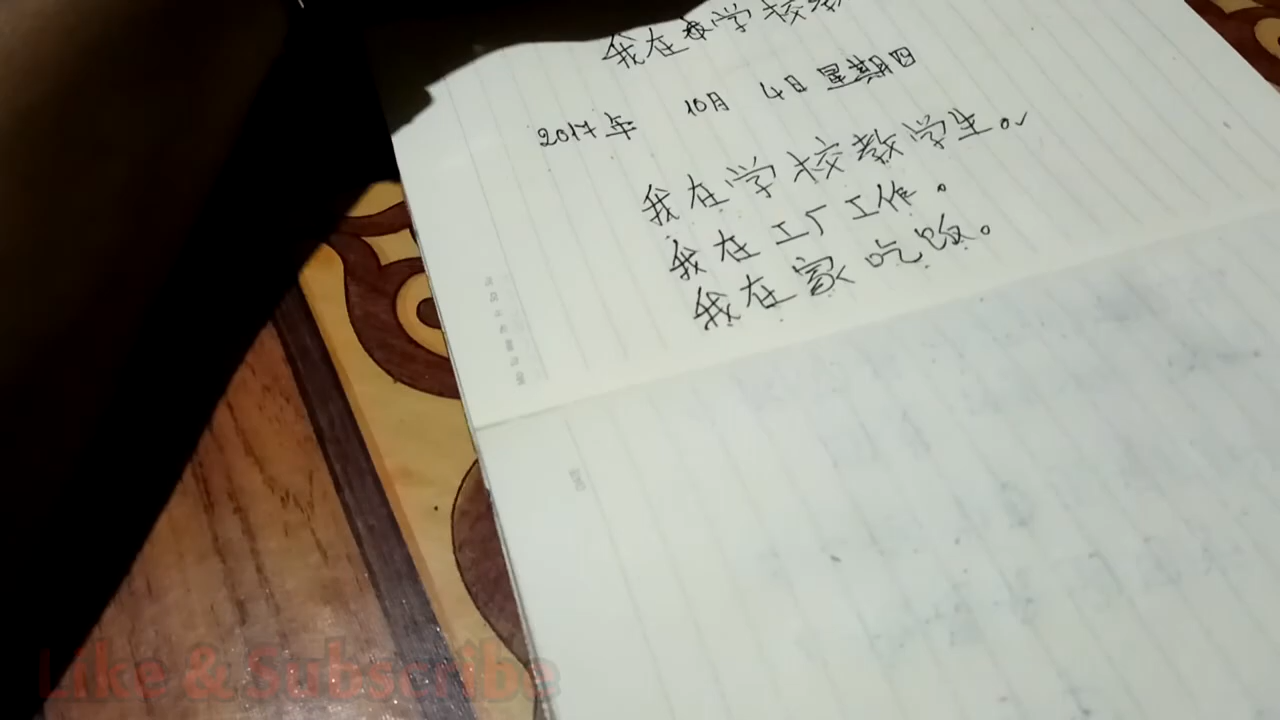 我在学校教
2017年 10月 4日 星期四
我在学校教学生。
我在工厂工作。
我在家吃饭。
Like & Subscribe